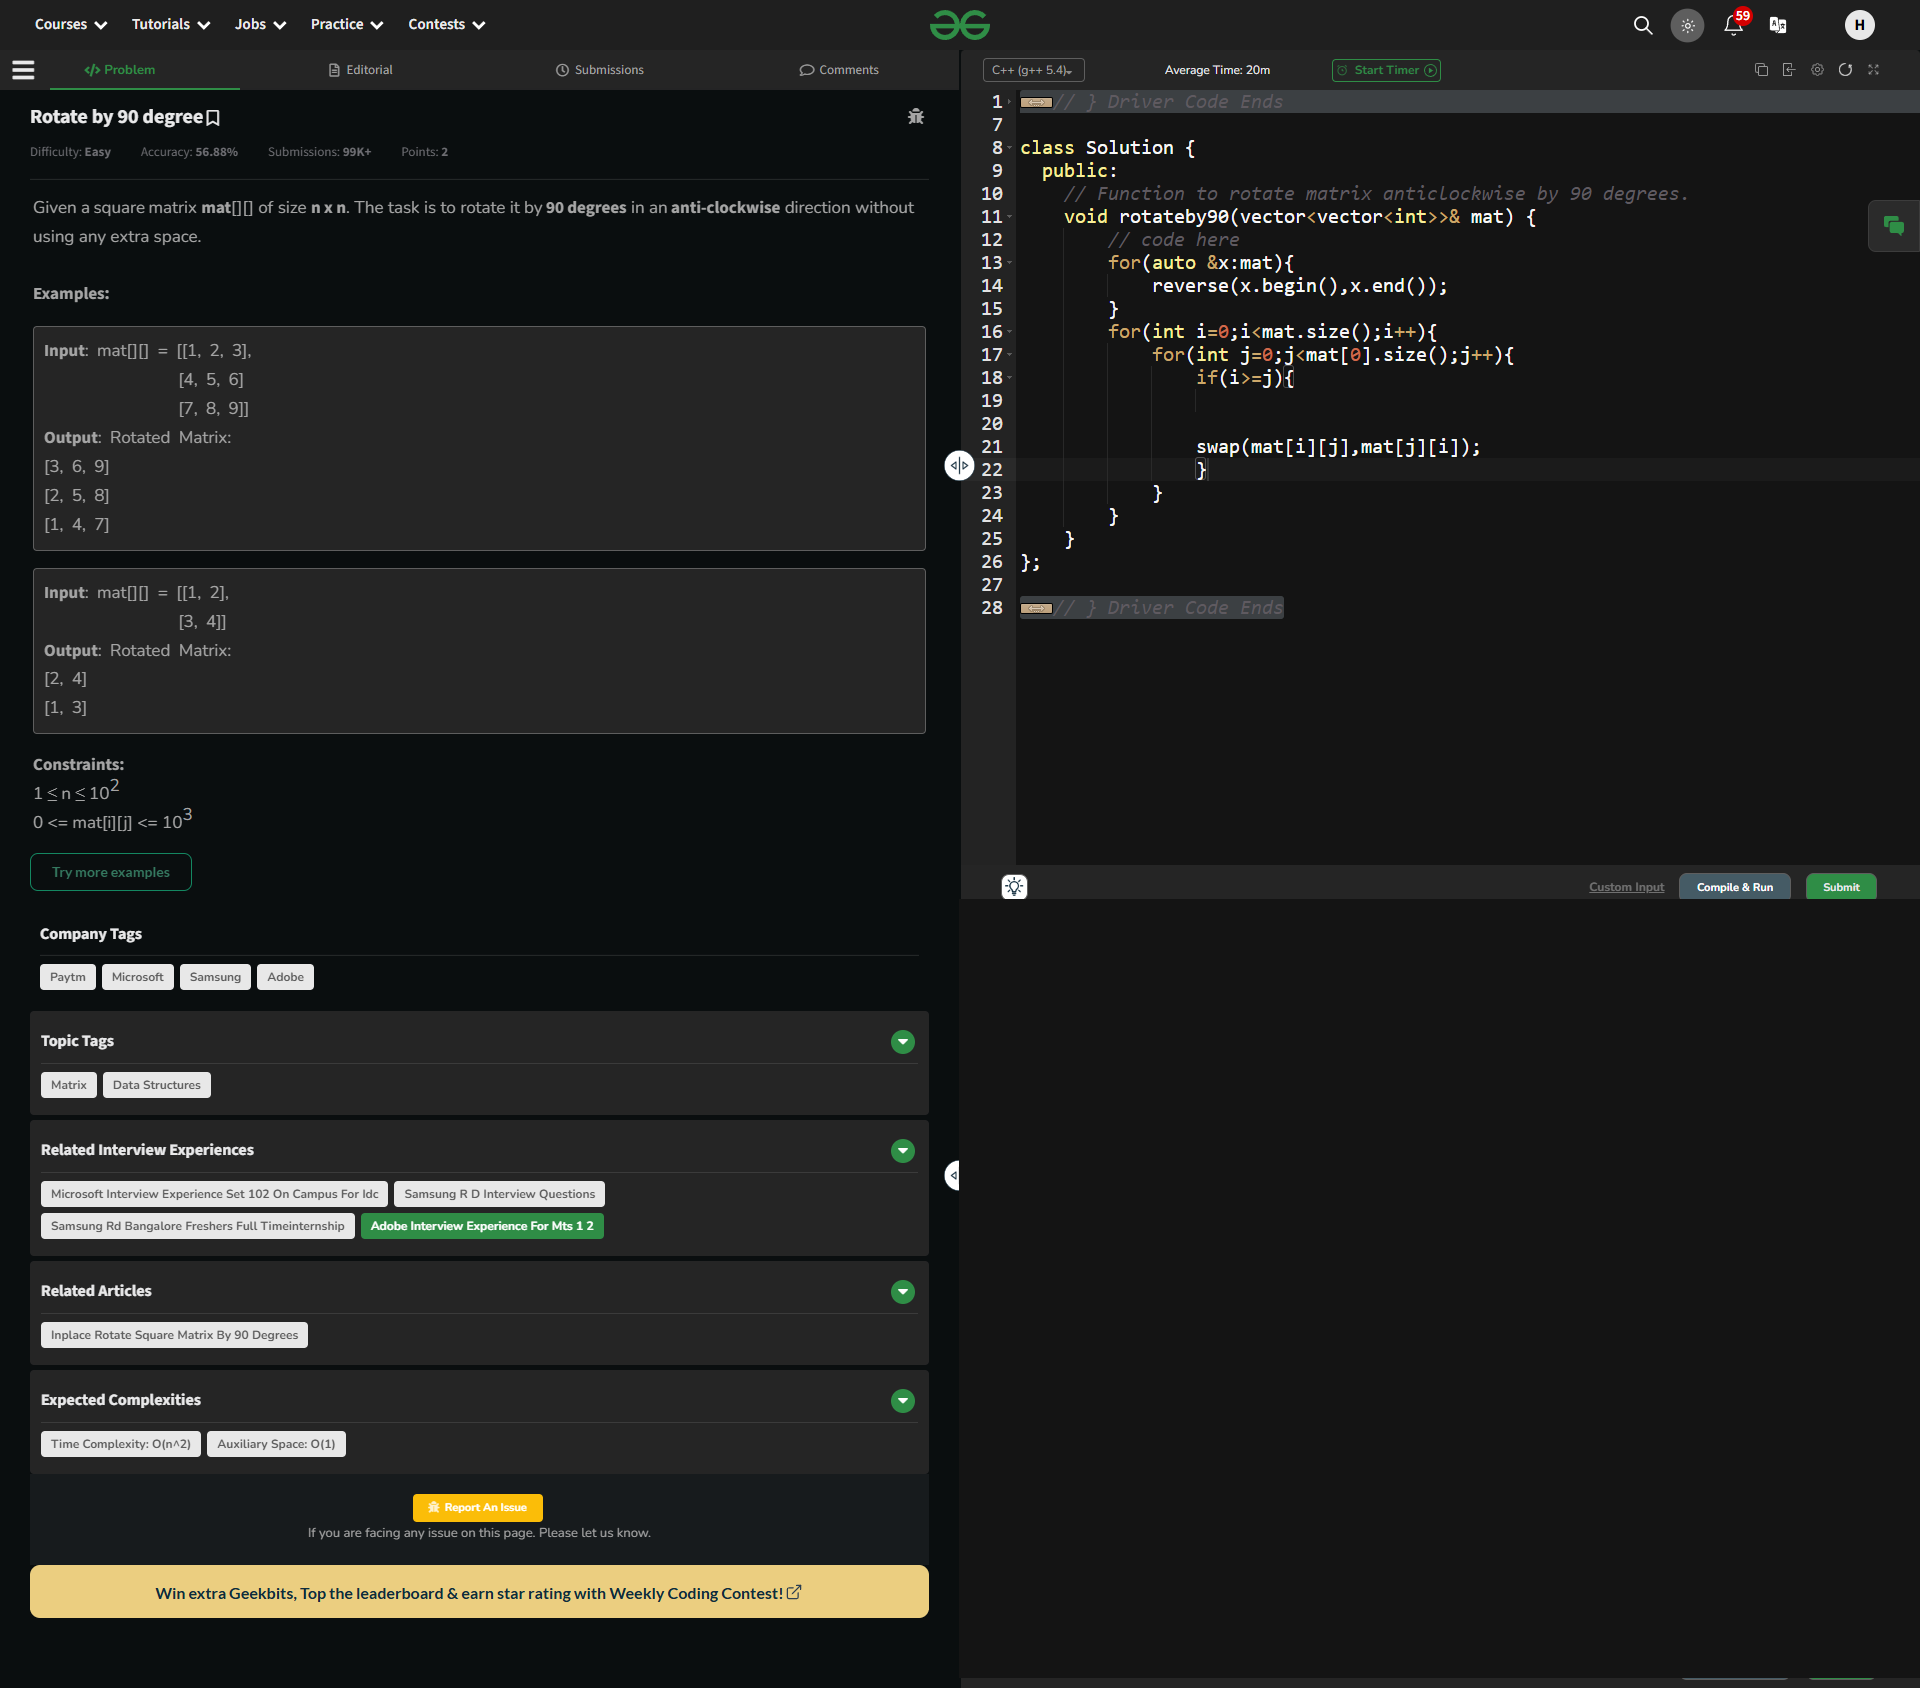 Courses Tutorials Jobs Practice Contests
59
H
Problem Editorial Submissions Comments
Rotate by 90 degree
Difficulty: Easy Accuracy: 56.88% Submissions: 99K+ Points: 2
Given a square matrix mat[][] of size n x n. The task is to rotate it by 90 degrees in an anti-clockwise direction without
using any extra space.
Examples:
Input: mat[][] = [[1, 2, 3],
[4, 5, 6]
[7, 8, 9]]
Output: Rotated Matrix:
[3, 6, 9]
[2, 5, 8]
[1, 4, 7]
Input: mat[][] = [[1, 2],
[3, 4]]
Output: Rotated Matrix:
[2, 4]
[1, 3]
Constraints:
1 ≤ n ≤ 10²
0 <= mat[i][j] <= 10³
Try more examples
Company Tags
Paytm Microsoft Samsung Adobe
Topic Tags
Matrix Data Structures
Related Interview Experiences
Microsoft Interview Experience Set 102 On Campus For Idc Samsung R D Interview Questions
Samsung Rd Bangalore Freshers Full Timeinternship Adobe Interview Experience For Mts 1 2
Related Articles
Inplace Rotate Square Matrix By 90 Degrees
Expected Complexities
Time Complexity: O(n^2) Auxiliary Space: O(1)
Report An Issue
If you are facing any issue on this page. Please let us know.
Win extra Geekbits, Top the leaderboard & earn star rating with Weekly Coding Contest!
C++ (g++ 5.4) Average Time: 20m Start Timer
1 // } Driver Code Ends
7
8 class Solution {
9 public:
10 // Function to rotate matrix anticlockwise by 90 degrees.
11 void rotateby90(vector<vector<int>>& mat) {
12 // code here
13 for(auto &x:mat){
14 reverse(x.begin(),x.end());
15 }
16 for(int i=0;i<mat.size();i++){
17 for(int j=0;j<mat[0].size();j++){
18 if(i>=j){
19
20
21 swap(mat[i][j],mat[j][i]);
22 }
23 }
24 }
25 }
26 };
27
28 // } Driver Code Ends
Custom Input Compile & Run Submit